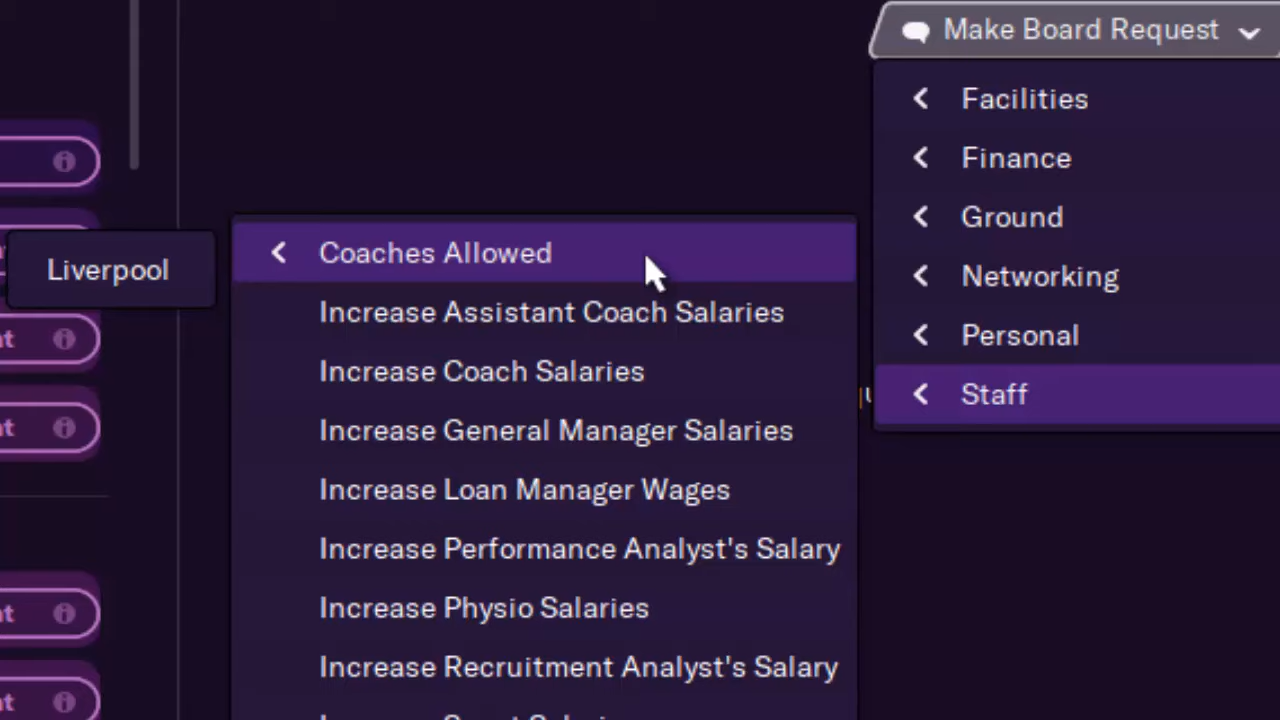 Make Board Request
Facilities
Finance
Ground
Networking
Personal
Staff
Liverpool
Coaches Allowed
Increase Assistant Coach Salaries
Increase Coach Salaries
Increase General Manager Salaries
Increase Loan Manager Wages
Increase Performance Analyst's Salary
Increase Physio Salaries
Increase Recruitment Analyst's Salary